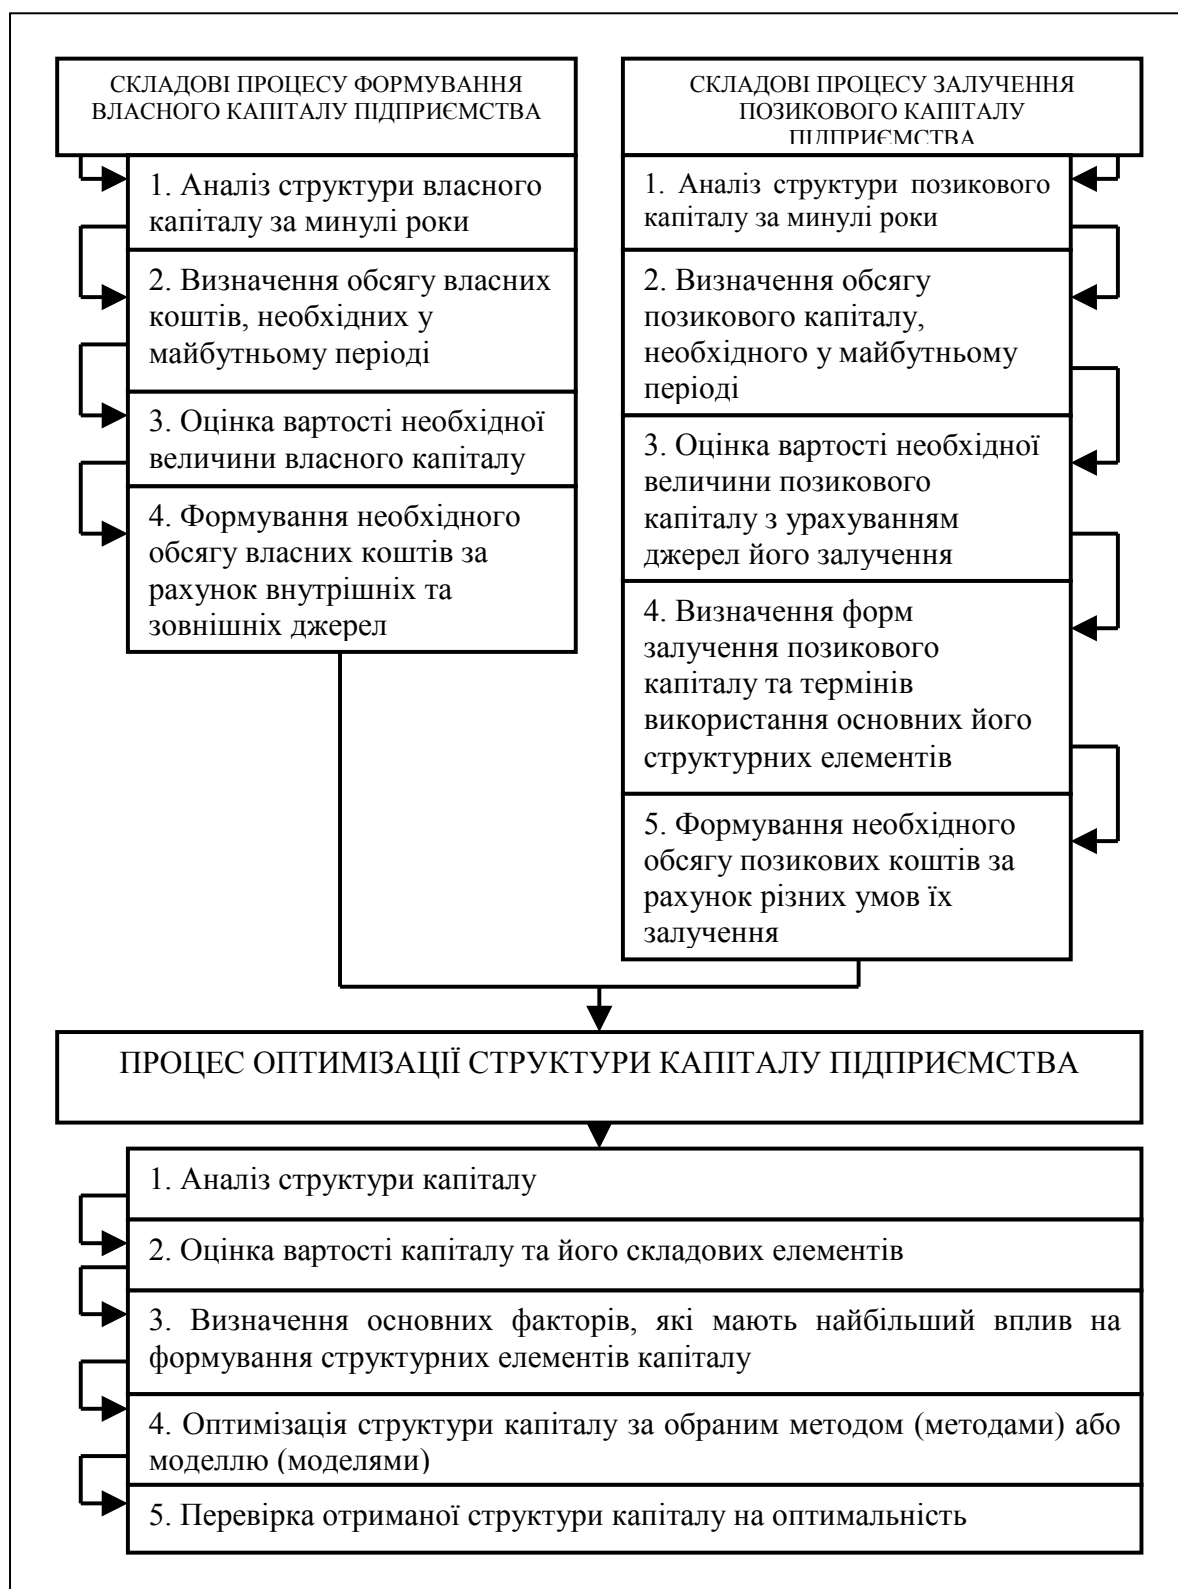 СКЛАДОВІ ПРОЦЕСУ ФОРМУВАННЯ
ВЛАСНОГО КАПІТАЛУ ПІДПРИЄМСТВА
1. Аналіз структури власного
капіталу за минулі роки
2. Визначення обсягу власних
коштів, необхідних у
майбутньому періоді
3. Оцінка вартості необхідної
величини власного капіталу
4. Формування необхідного
обсягу власних коштів за
рахунок внутрішніх та
зовнішніх джерел
СКЛАДОВІ ПРОЦЕСУ ЗАЛУЧЕННЯ
ПОЗИКОВОГО КАПІТАЛУ
ПІДПРИЄМСТВА
1. Аналіз структури позикового
капіталу за минулі роки
2. Визначення обсягу
позикового капіталу,
необхідного у майбутньому
періоді
3. Оцінка вартості необхідної
величини позикового
капіталу з урахуванням
джерел його залучення
4. Визначення форм
залучення позикового
капіталу та термінів
використання основних його
структурних елементів
5. Формування необхідного
обсягу позикових коштів за
рахунок різних умов їх
залучення
ПРОЦЕС ОПТИМІЗАЦІЇ СТРУКТУРИ КАПІТАЛУ ПІДПРИЄМСТВА
1. Аналіз структури капіталу
2. Оцінка вартості капіталу та його складових елементів
3. Визначення основних факторів, які мають найбільший вплив на
формування структурних елементів капіталу
4. Оптимізація структури капіталу за обраним методом (методами) або
моделлю (моделями)
5. Перевірка отриманої структури капіталу на оптимальність